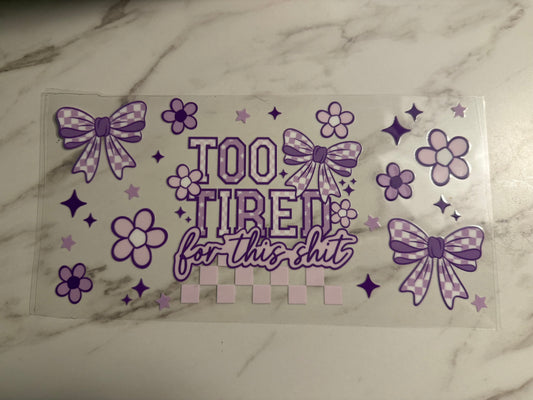 TOO
TIRED
for this shit